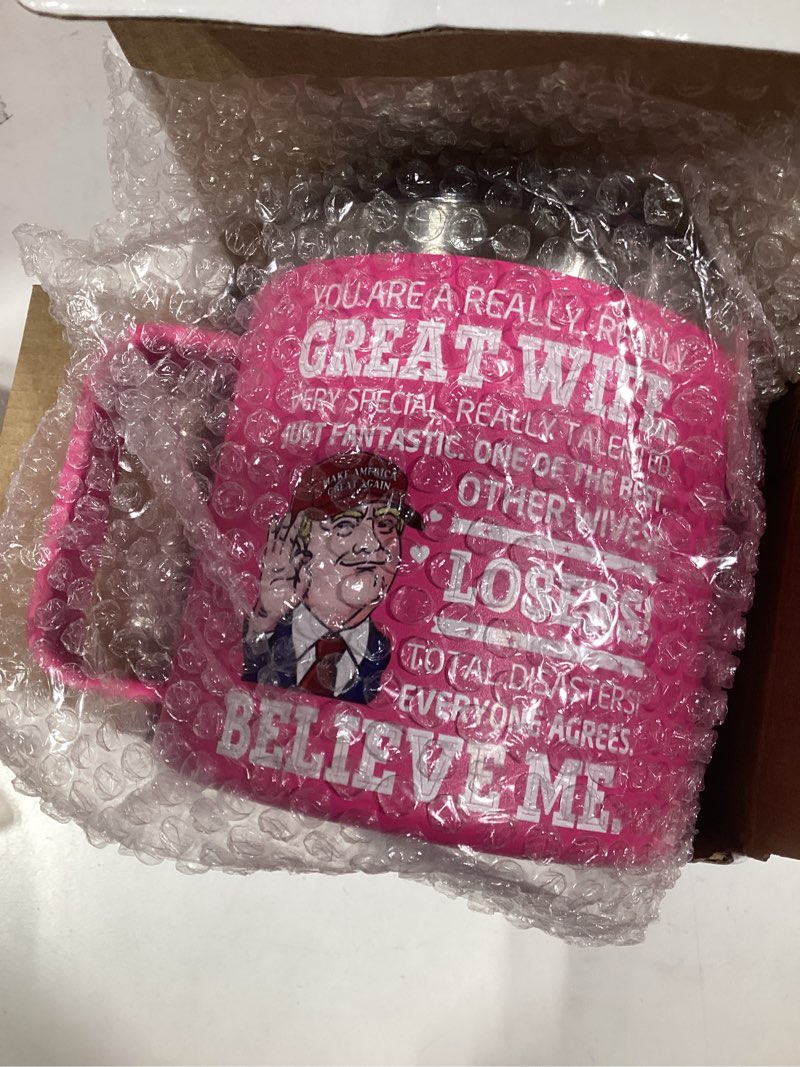 YOU ARE A REALLY, REALLY
GREAT WIFE.
VERY SPECIAL. REALLY TALENTED.
JUST FANTASTIC. ONE OF THE BEST.
OTHER WIVES?
LOSERS!
TOTAL DISASTERS!
EVERYONE AGREES.
BELIEVE ME.
MAKE AMERICA
GREAT AGAIN